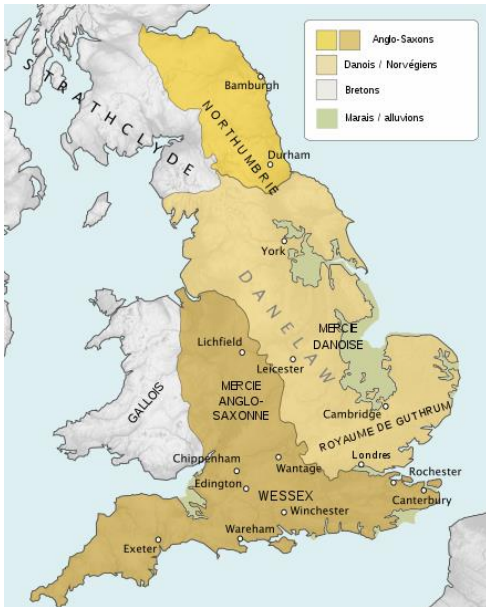 Anglo-Saxons
Danois / Norvégiens
Bretons
Marais / alluvions
STRATHCLYDE
Bamburgh
NORTHUMBRIE
Durham
York
DANELAW
MERCIE
DANOISE
Lichfield
Leicester
MERCIE
ANGLO-
SAXONNE
GALLOIS
Cambridge
ROYAUME DE GUTHRUM
Chippenham
Wantage
Londres
Rochester
Edington
WESSEX
Canterbury
Winchester
Wareham
Exeter